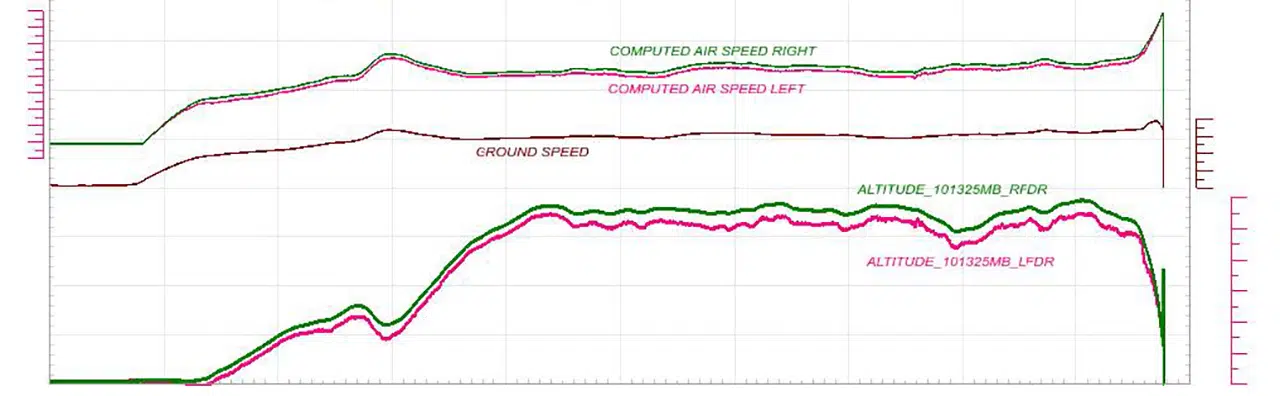 COMPUTED AIR SPEED RIGHT
COMPUTED AIR SPEED LEFT
GROUND SPEED
ALTITUDE_101325MB_RFDR
ALTITUDE_101325MB_LFDR